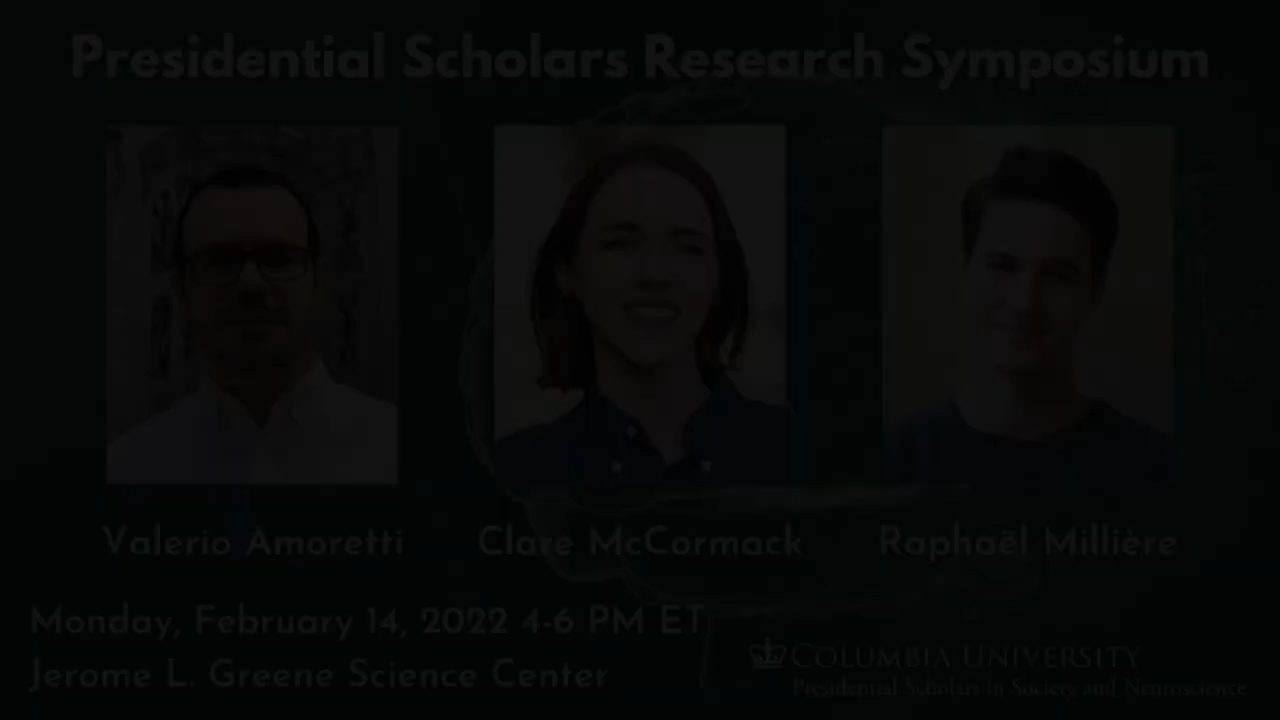 Presidential Scholars Research Symposium
Valerio Amoretti
Clare McCormack
Raphaël Millière
Monday, February 14, 2022 4-6 PM ET
Jerome L. Greene Science Center
COLUMBIA UNIVERSITY
Presidential Scholars in Society and Neuroscience